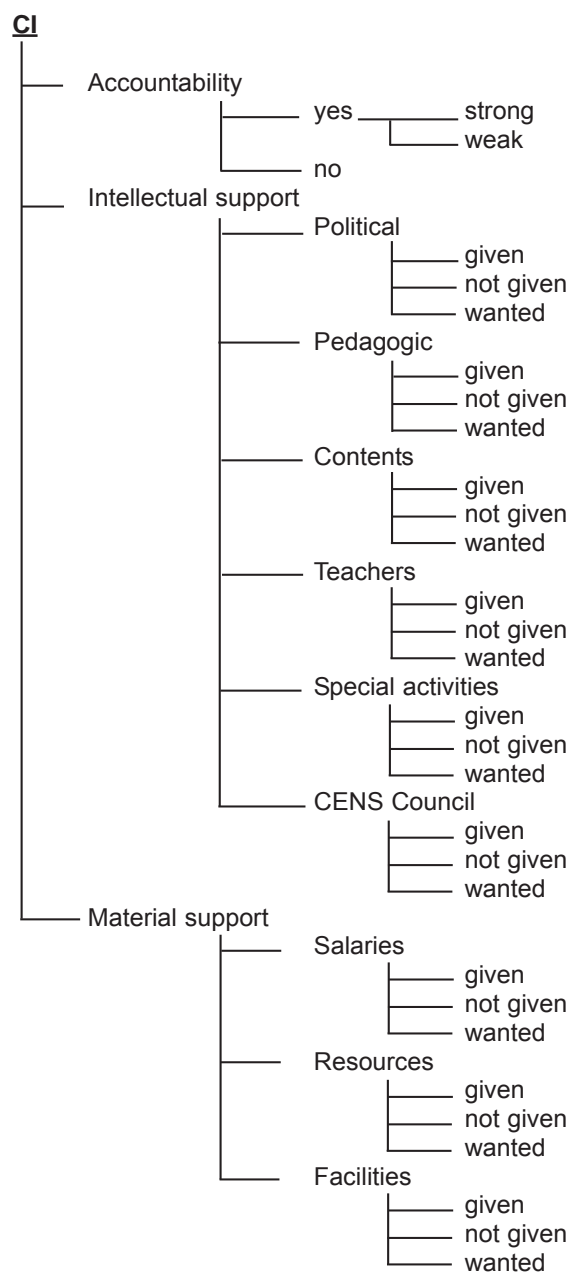 CI
Accountability
yes strong
weak
no
Intellectual support
Political
given
not given
wanted
Pedagogic
given
not given
wanted
Contents
given
not given
wanted
Teachers
given
not given
wanted
Special activities
given
not given
wanted
CENS Council
given
not given
wanted
Material support
Salaries
given
not given
wanted
Resources
given
not given
wanted
Facilities
given
not given
wanted